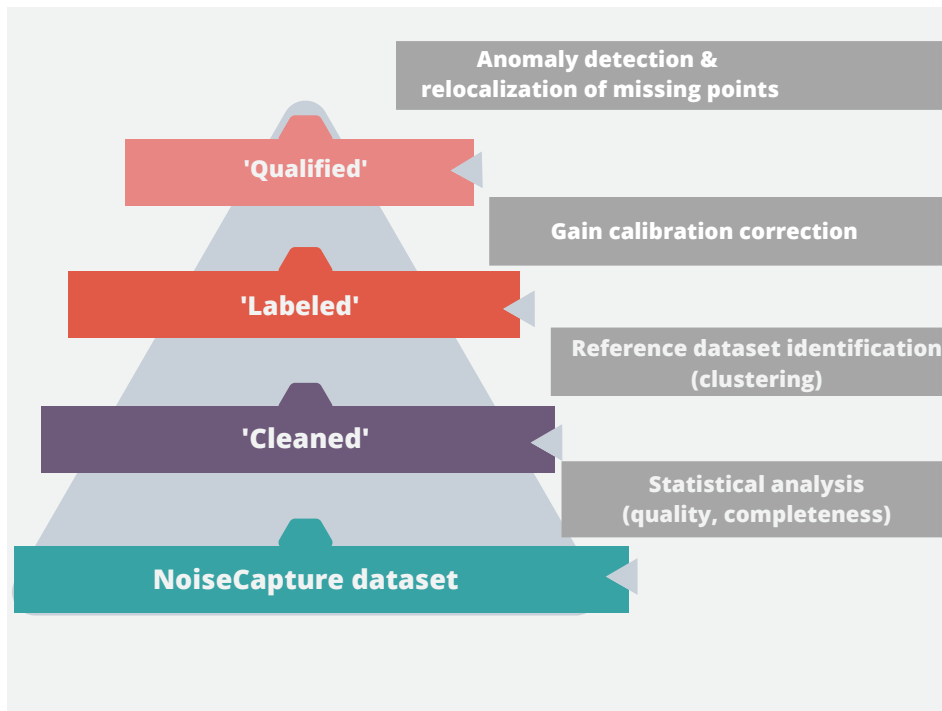 Anomaly detection &
relocalization of missing points
'Qualified'
Gain calibration correction
'Labeled'
Reference dataset identification
(clustering)
'Cleaned'
Statistical analysis
(quality, completeness)
NoiseCapture dataset